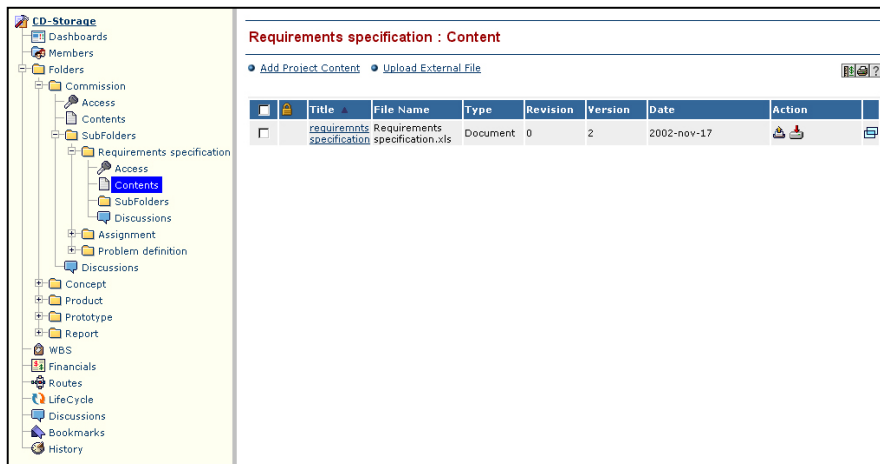 CD-Storage
Dashboards
Members
Folders
Commission
Access
Contents
SubFolders
Requirements specification
Access
Contents
SubFolders
Discussions
Assignment
Problem definition
Discussions
Concept
Product
Prototype
Report
WBS
Financials
Routes
LifeCycle
Discussions
Bookmarks
History
Requirements specification : Content
Add Project Content Upload External File
?
Title File Name Type Revision Version Date Action
requiremnts Requirements
specification specification.xls Document 0 2 2002-nov-17